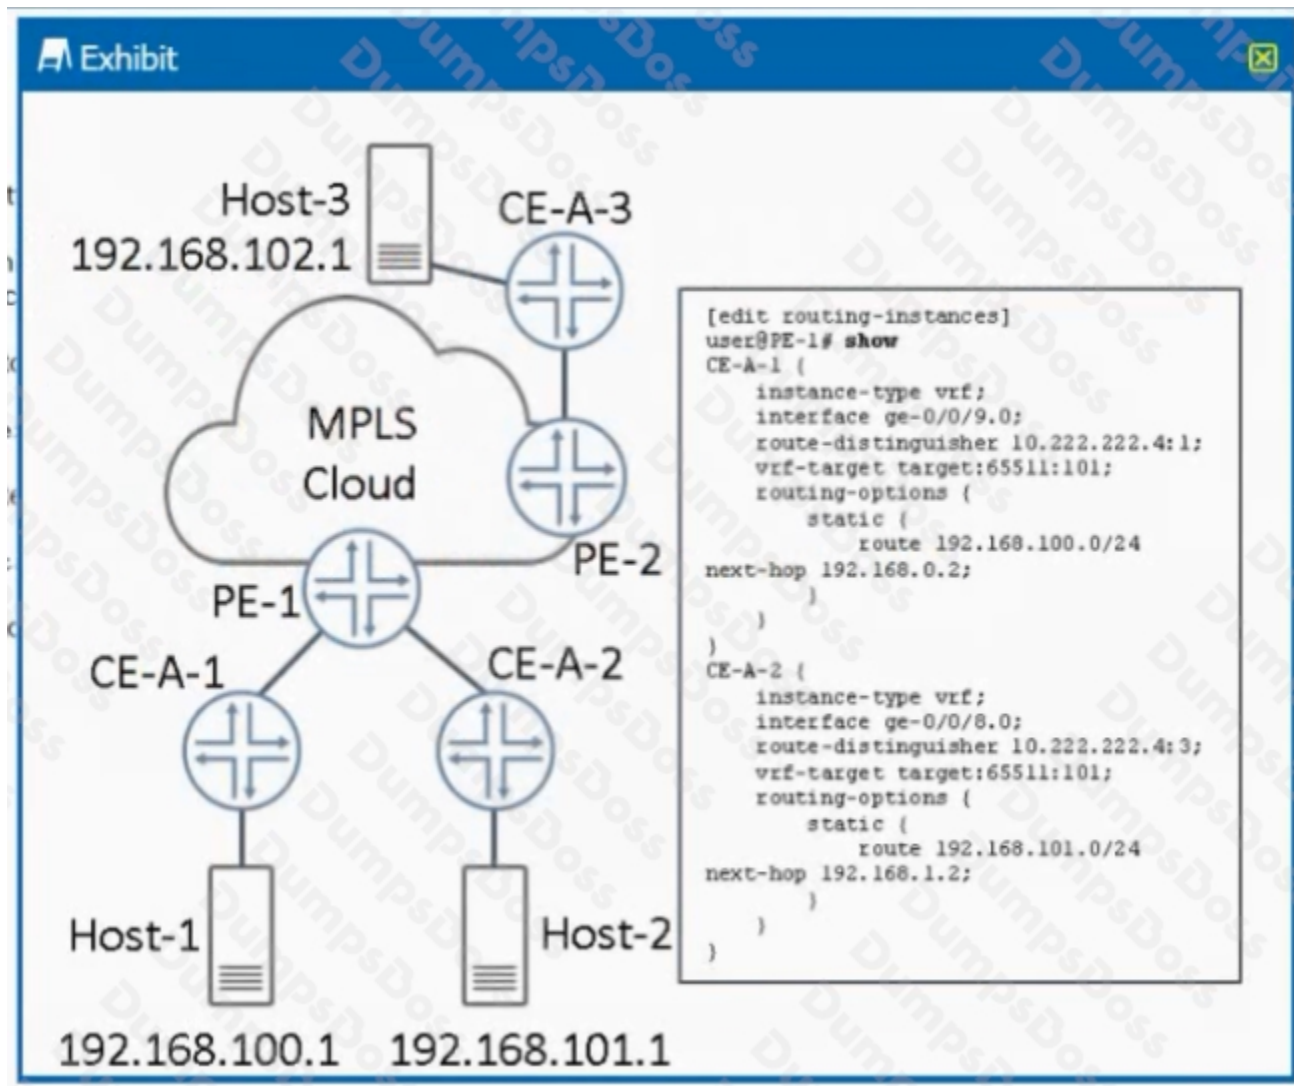 Exhibit
Host-3
192.168.102.1
CE-A-3
MPLS
Cloud
PE-2
PE-1
CE-A-1
CE-A-2
Host-1
Host-2
192.168.100.1
192.168.101.1
[edit routing-instances]
user@PE-1# show
CE-A-1 {
instance-type vrf;
interface ge-0/0/9.0;
route-distinguisher 10.222.222.4:1;
vrf-target target:65511:101;
routing-options {
static {
route 192.168.100.0/24
next-hop 192.168.0.2;
}
}
}
CE-A-2 {
instance-type vrf;
interface ge-0/0/8.0;
route-distinguisher 10.222.222.4:3;
vrf-target target:65511:101;
routing-options {
static {
route 192.168.101.0/24
next-hop 192.168.1.2;
}
}
}
DumpsDoss